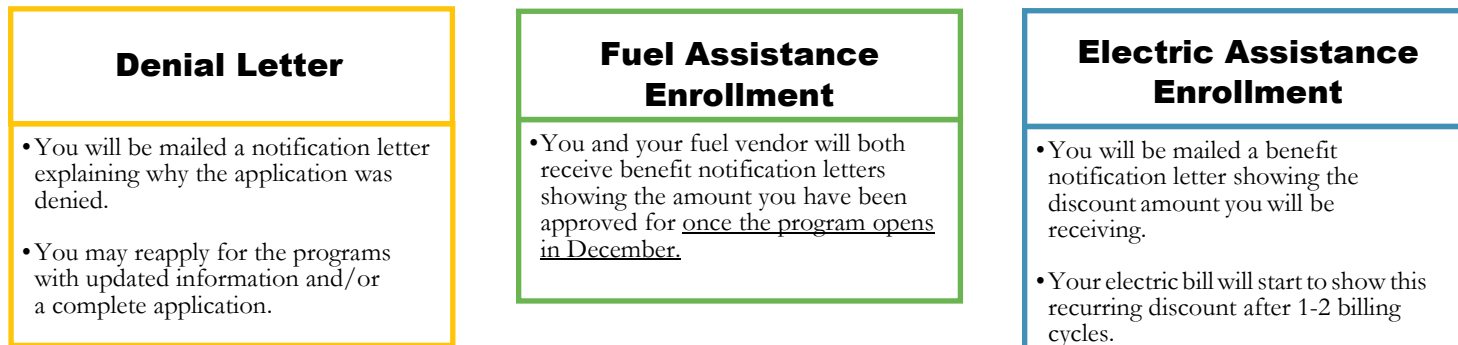 Denial Letter
•You will be mailed a notification letter
explaining why the application was
denied.
•You may reapply for the programs
with updated information and/or
a complete application.
Fuel Assistance
Enrollment
•You and your fuel vendor will both
receive benefit notification letters
showing the amount you have been
approved for once the program opens
in December.
Electric Assistance
Enrollment
•You will be mailed a benefit
notification letter showing the
discount amount you will be
receiving.
•Your electric bill will start to show this
recurring discount after 1-2 billing
cycles.